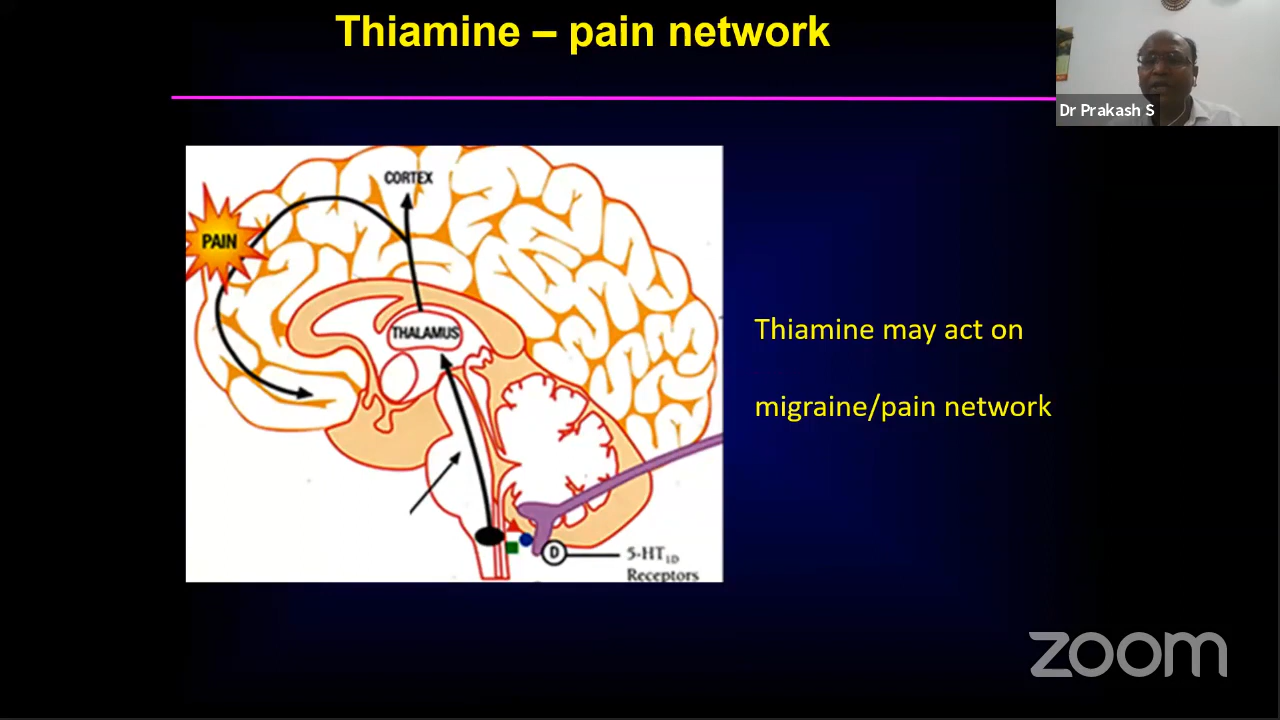 Thiamine – pain network
Dr Prakash S
CORTEX
PAIN
THALAMUS
Thiamine may act on
migraine/pain network
D
5-HT1D
Receptors
zoom